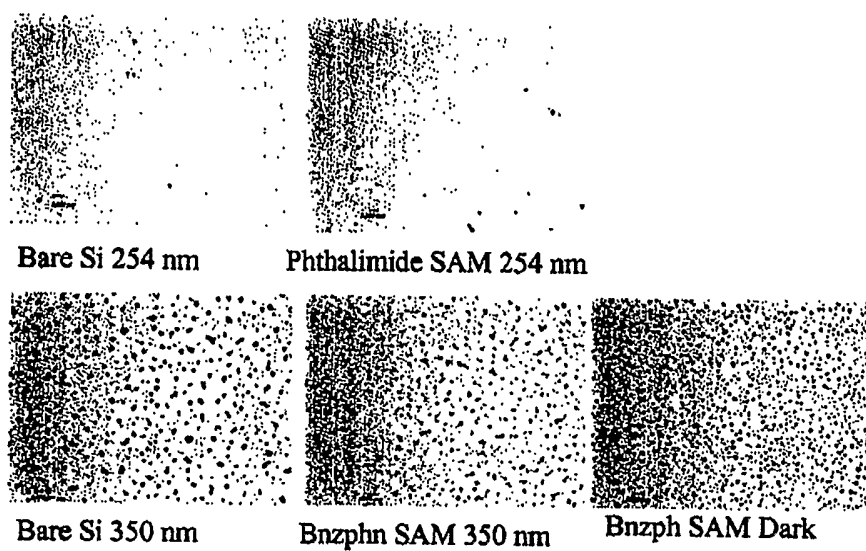 Bare Si 254 nm
Phthalimide SAM 254 nm
Bare Si 350 nm
Bnzphn SAM 350 nm
Bnzph SAM Dark